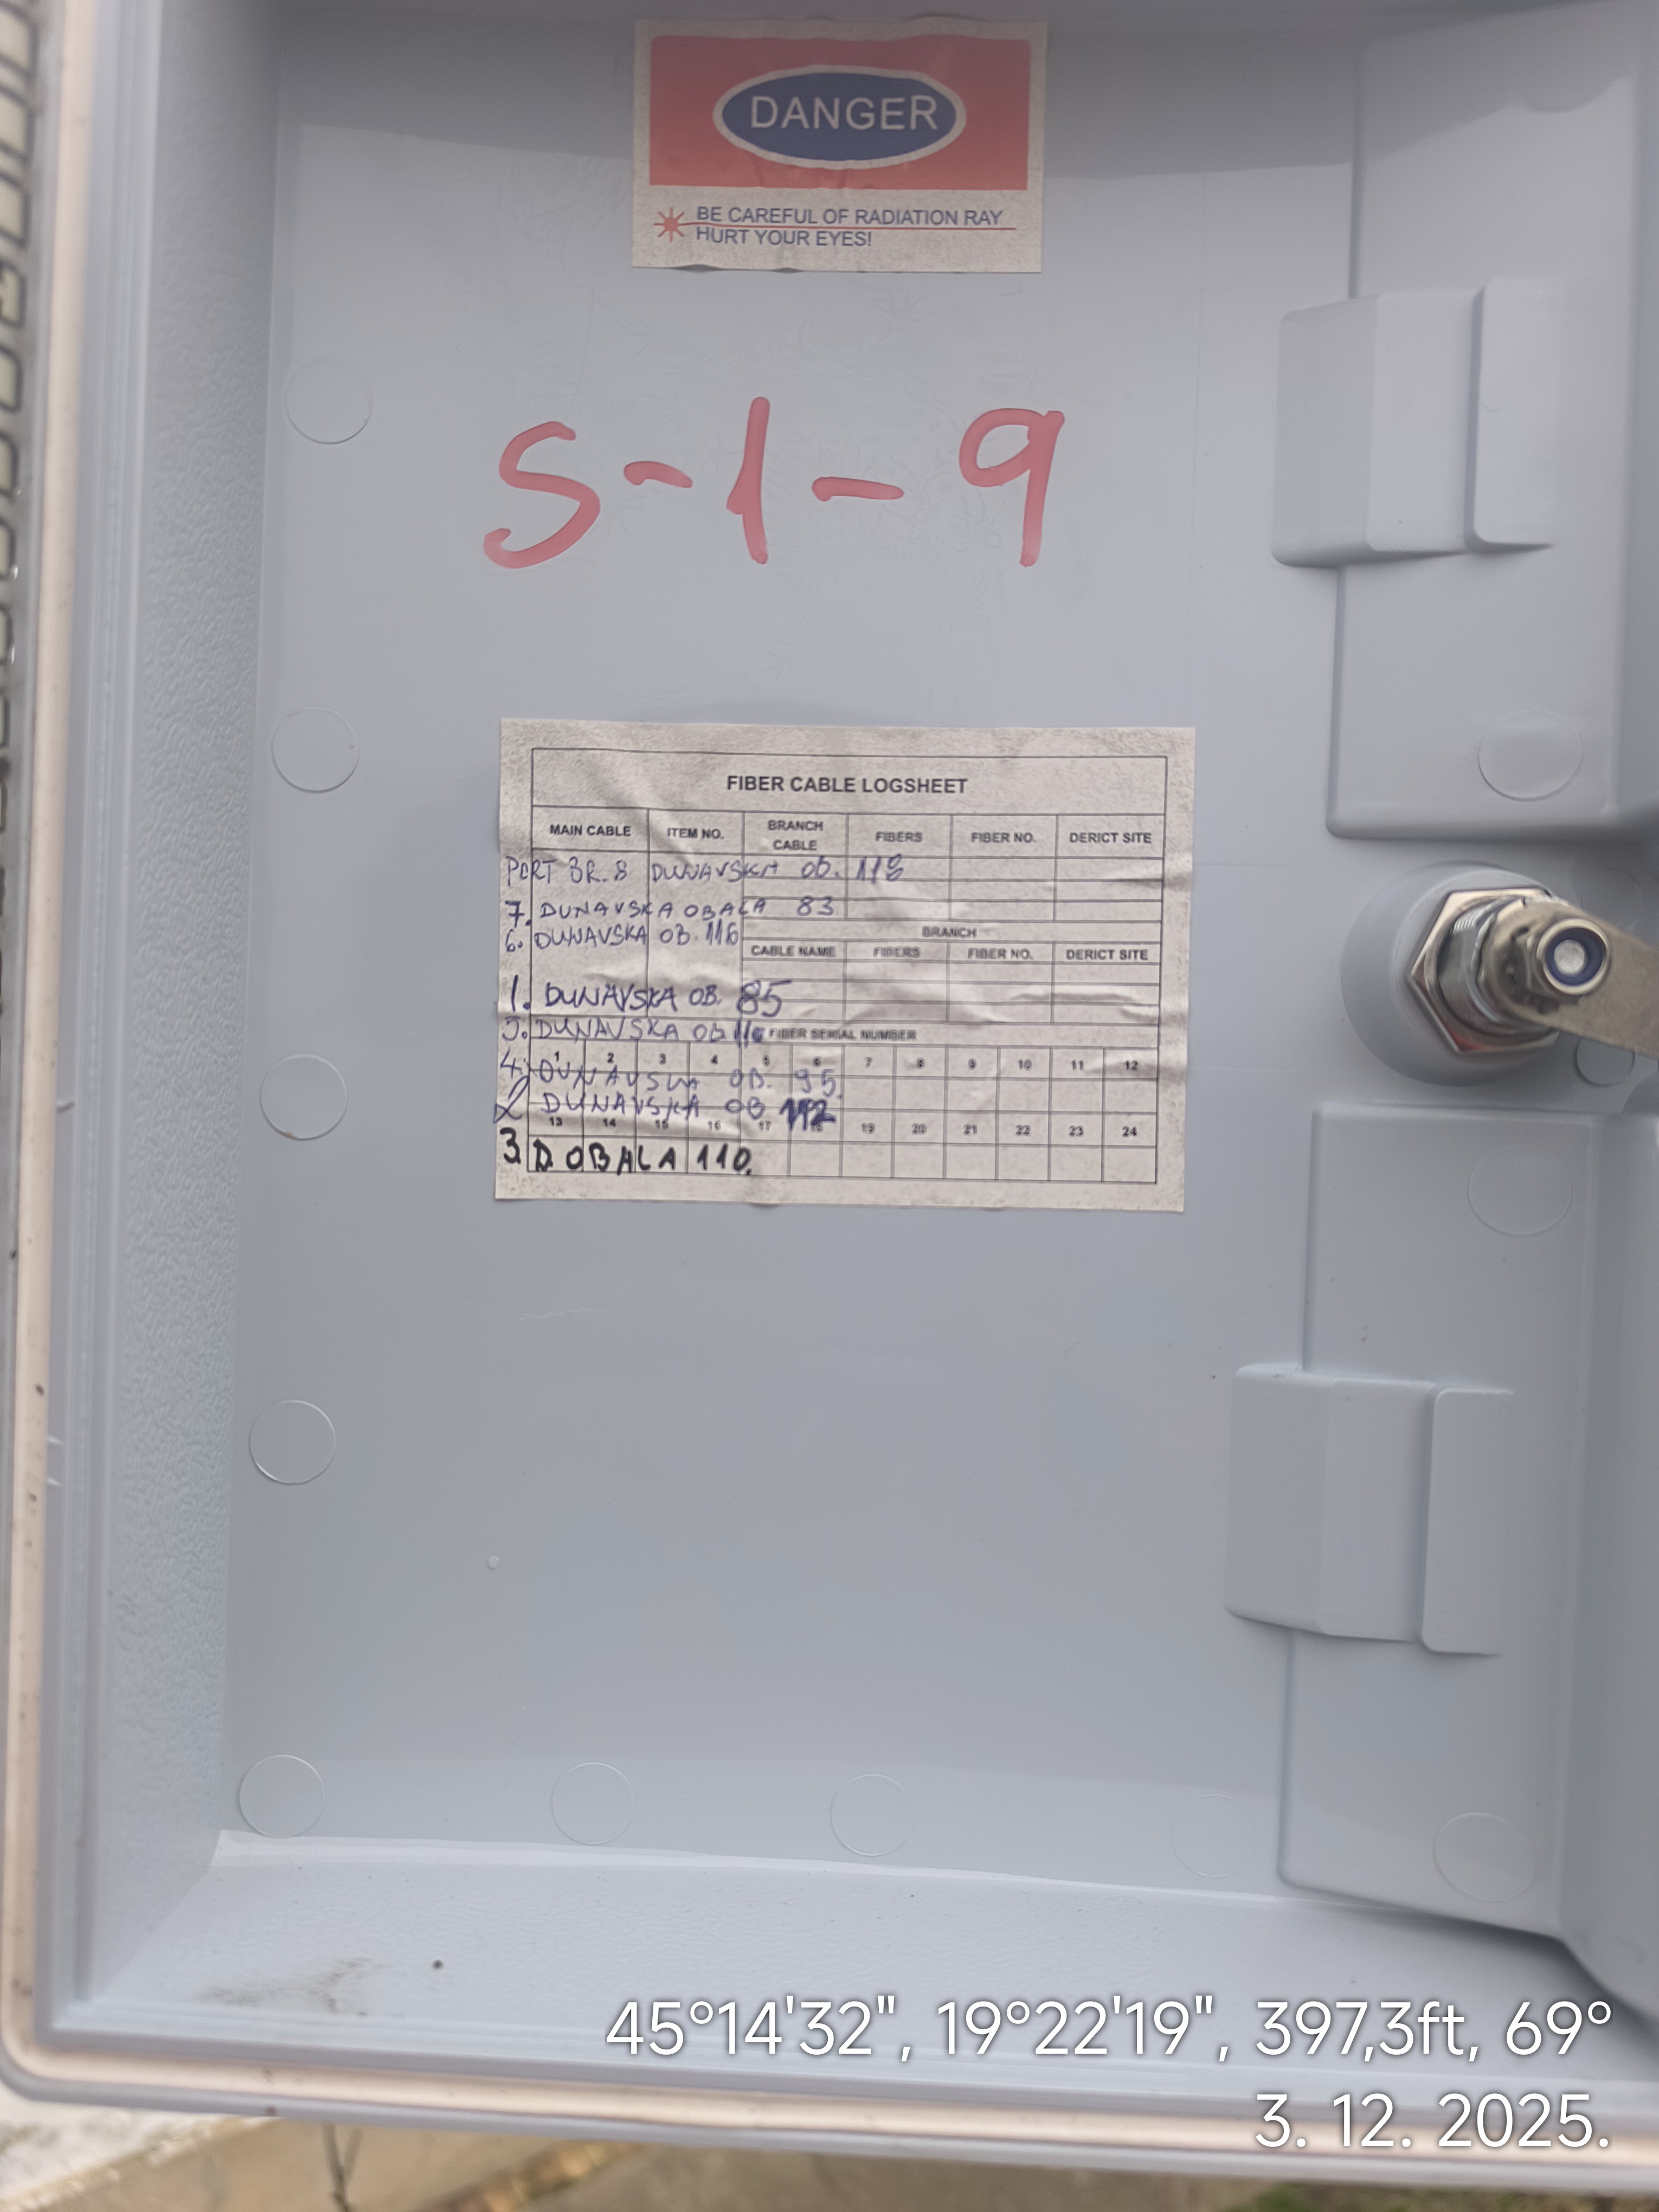 DANGER
BE CAREFUL OF RADIATION RAY
HURT YOUR EYES!
S-1-9
FIBER CABLE LOGSHEET
MAIN CABLE ITEM NO. BRANCH CABLE FIBERS FIBER NO. DERICT SITE
PORT BR. 8 DUNAVSKA OB. 118
7. DUNAVSKA OBALA 83
6. DUNAVSKA OB. 116
BRANCH
CABLE NAME FIBERS FIBER NO. DERICT SITE
1. DUNAVSKA OB. 85
5. DUNAVSKA OB
FIBER SERIAL NUMBER
1 2 3 4 5 6 7 8 9 10 11 12
4. DUNAVSKA OB. 95.
2 DUNAVSKA OB 112
13 14 15 16 17 18 19 20 21 22 23 24
3. D. OBALA 110.
45°14'32", 19°22'19", 397,3ft, 69°
3. 12. 2025.